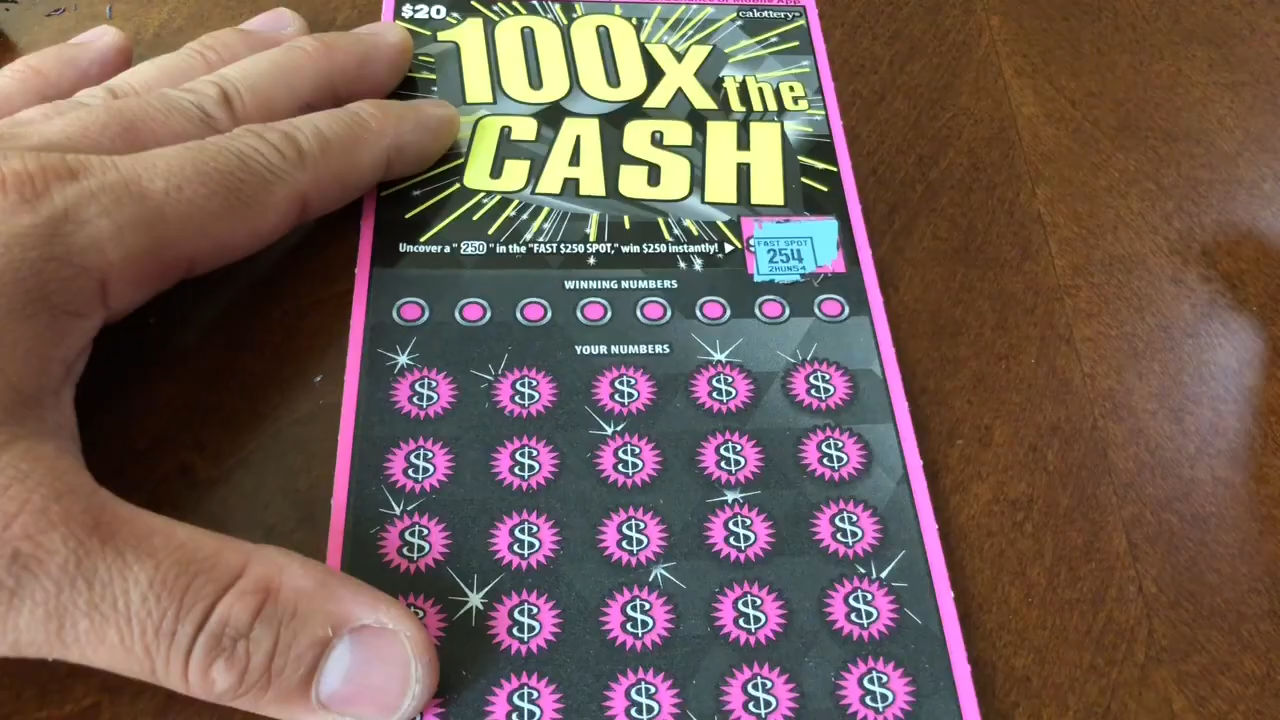 $20
calottery
100X the
CASH
Uncover a "250" in the "FAST $250 SPOT," win $250 instantly!
FAST SPOT
254
2HUN54
WINNING NUMBERS
YOUR NUMBERS
$ $ $ $ $
$ $ $ $ $
$ $ $ $ $
$ $ $ $ $
$ $ $ $